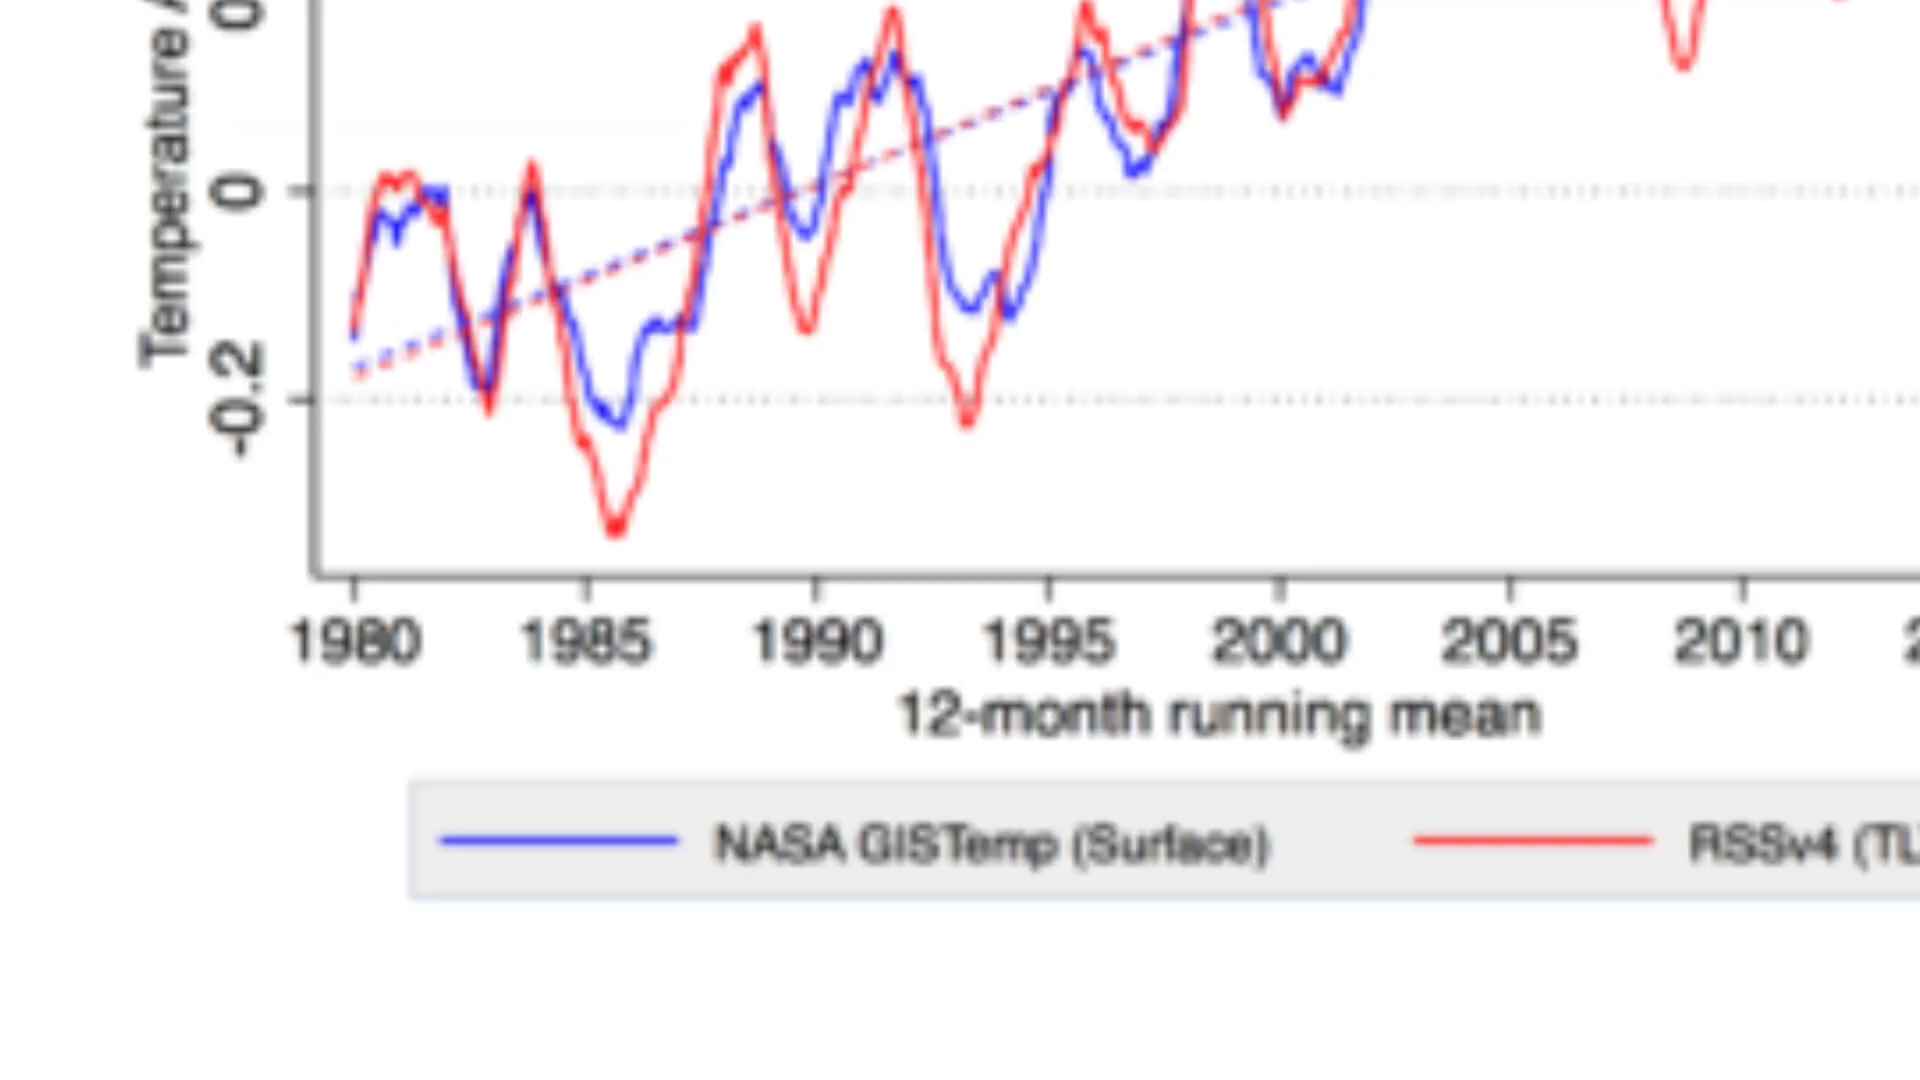 Temperature
0
-0.2
1980 1985 1990 1995 2000 2005 2010
12-month running mean
NASA GISTemp (Surface) RSSv4 (TL